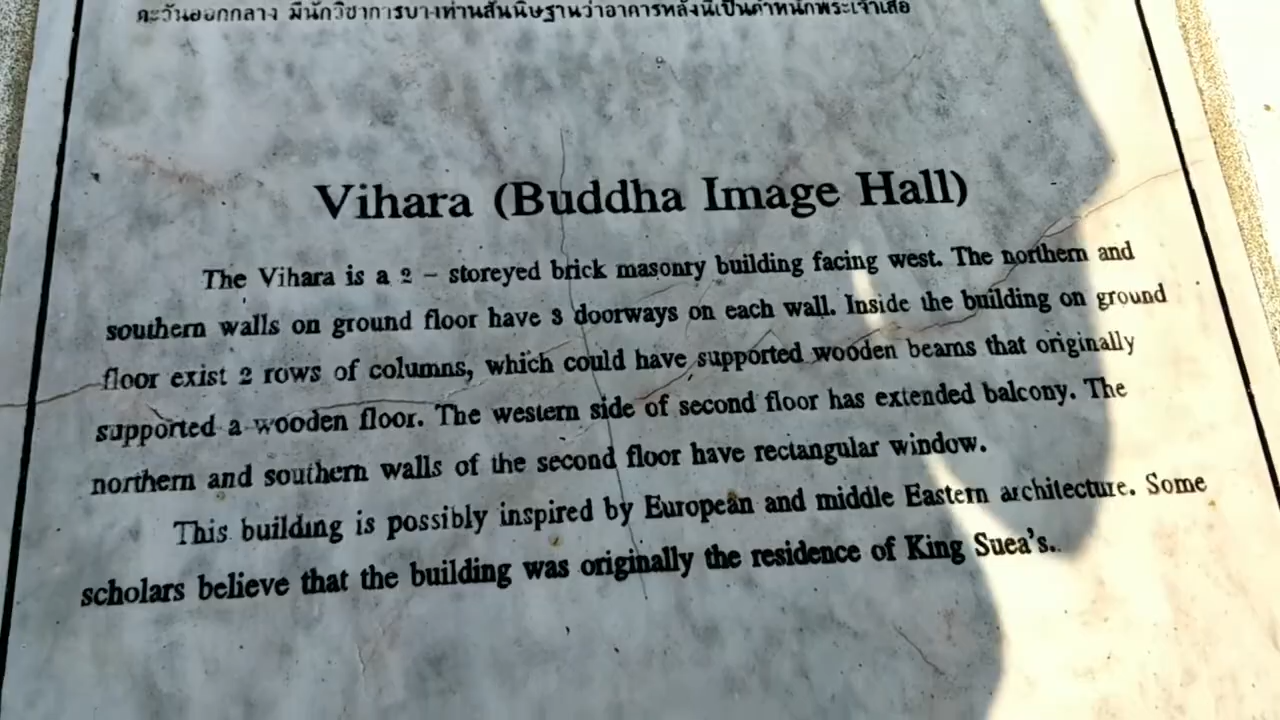 ตะวันออกกลาง มีนักวิชาการบางท่านสันนิษฐานว่าอาคารหลังนี้เป็นตำหนักพระเจ้าเสือ
Vihara (Buddha Image Hall)
The Vihara is a 2 – storeyed brick masonry building facing west. The northern and
southern walls on ground floor have 3 doorways on each wall. Inside the building on ground
floor exist 2 rows of columns, which could have supported wooden beams that originally
supported a wooden floor. The western side of second floor has extended balcony. The
northern and southern walls of the second floor have rectangular window.
This building is possibly inspired by European and middle Eastern architecture. Some
scholars believe that the building was originally the residence of King Suea's..